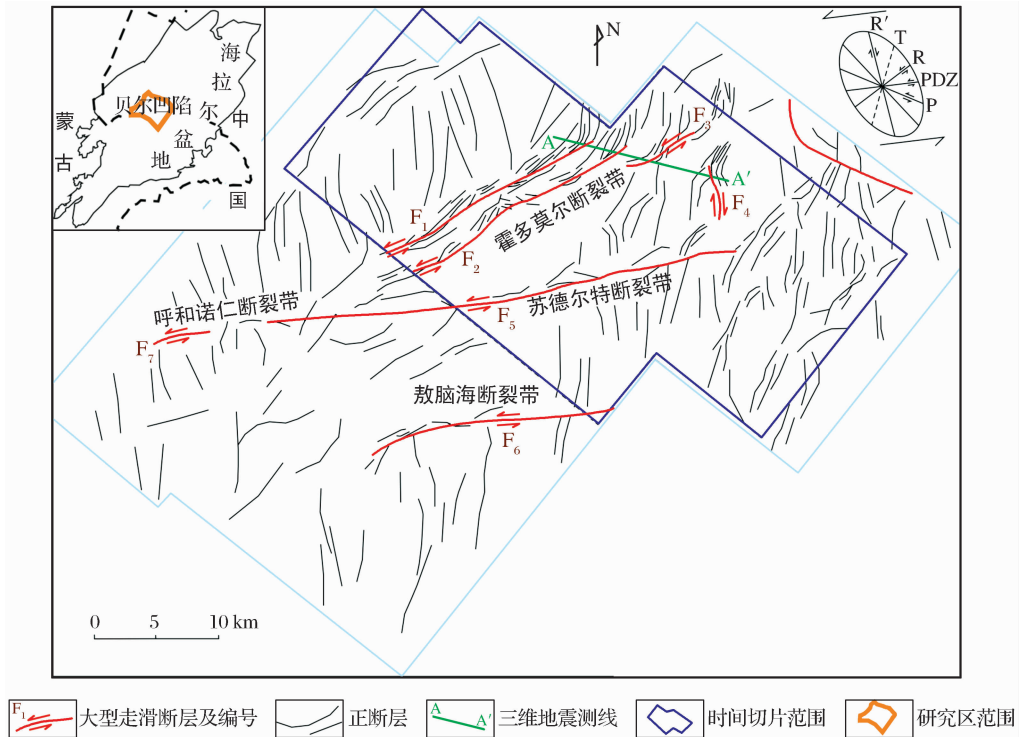 海
拉
尔
盆
地
贝尔凹陷
蒙
古
中
国
N
R′
T
R
PDZ
P
A
A′
F3
F4
F1
F2
霍多莫尔断裂带
苏德尔特断裂带
F5
呼和诺仁断裂带
F7
敖脑海断裂带
F6
0 5 10 km
F1 大型走滑断层及编号
正断层
A A′ 三维地震测线
时间切片范围
研究区范围